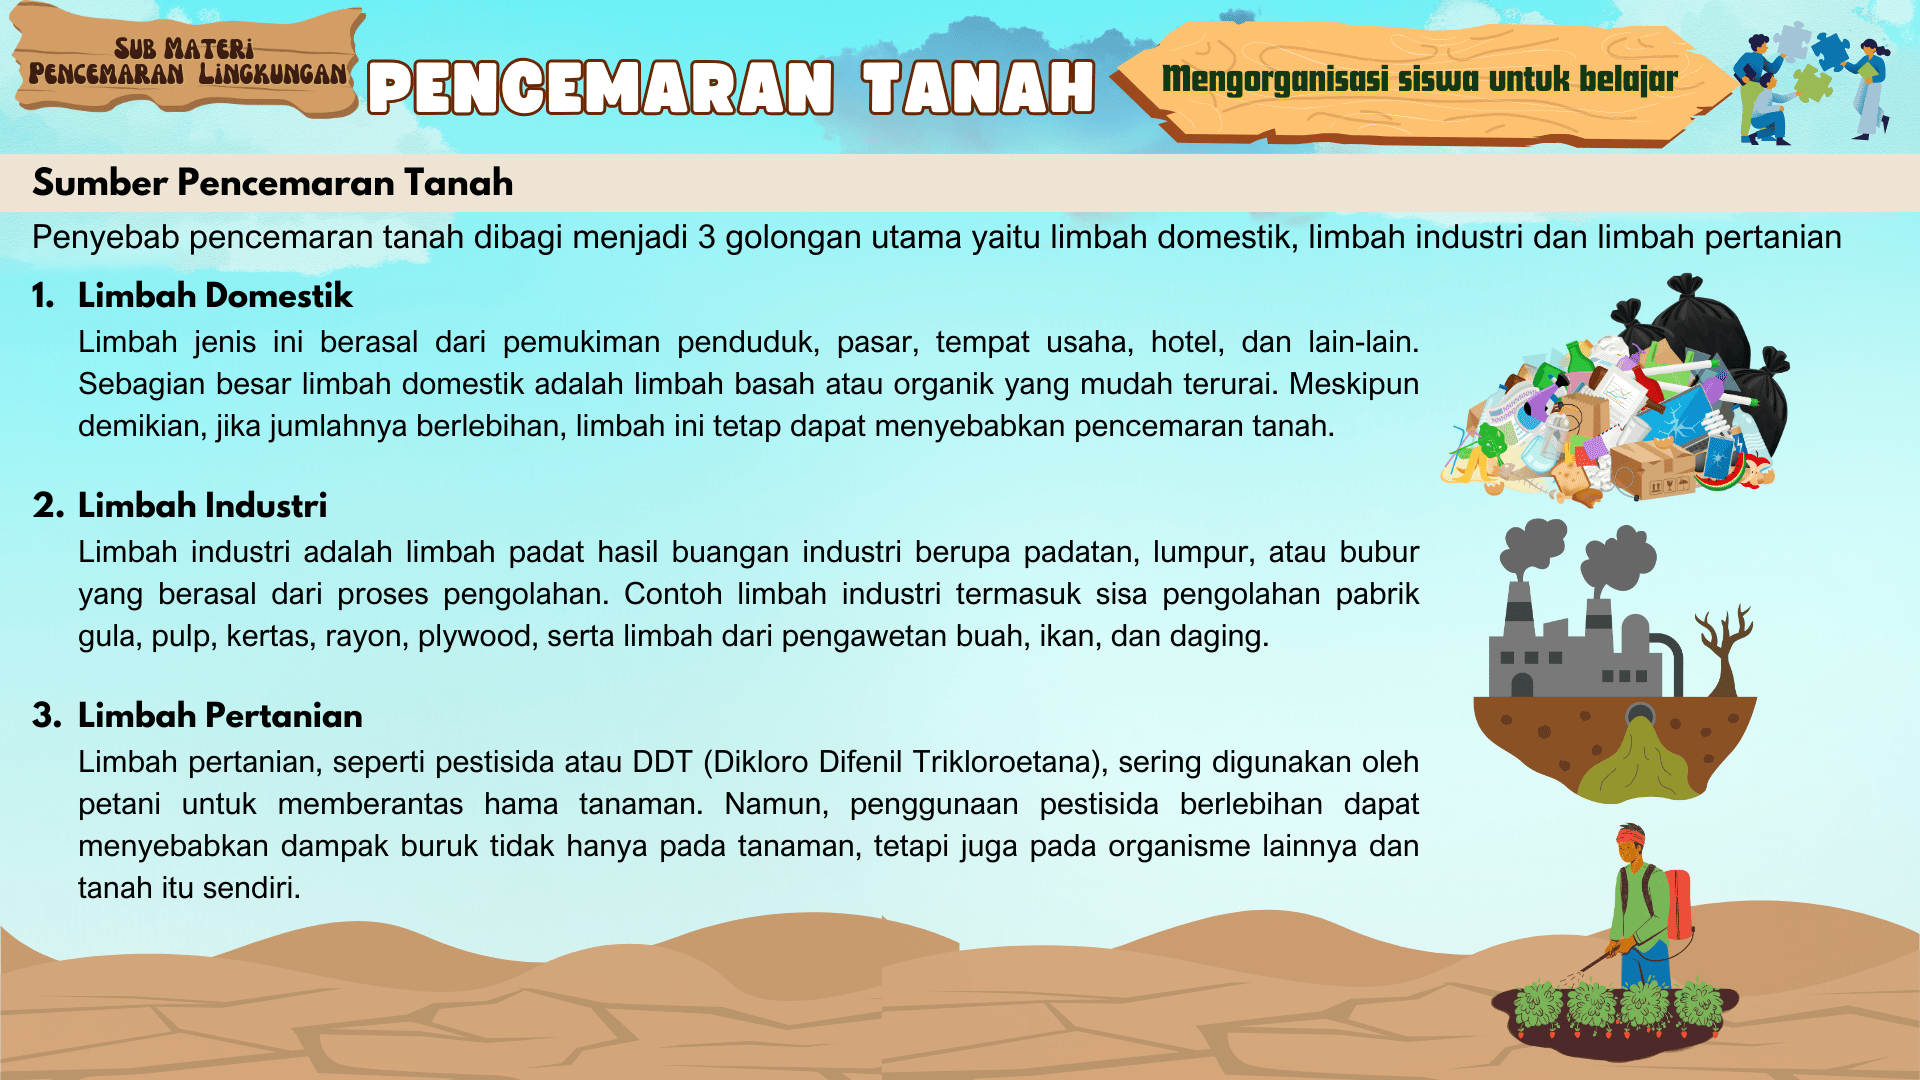 Sub Materi
Pencemaran Lingkungan
PENCEMARAN TANAH
Mengorganisasi siswa untuk belajar
Sumber Pencemaran Tanah
Penyebab pencemaran tanah dibagi menjadi 3 golongan utama yaitu limbah domestik, limbah industri dan limbah pertanian
1. Limbah Domestik
Limbah jenis ini berasal dari pemukiman penduduk, pasar, tempat usaha, hotel, dan lain-lain.
Sebagian besar limbah domestik adalah limbah basah atau organik yang mudah terurai. Meskipun
demikian, jika jumlahnya berlebihan, limbah ini tetap dapat menyebabkan pencemaran tanah.
2. Limbah Industri
Limbah industri adalah limbah padat hasil buangan industri berupa padatan, lumpur, atau bubur
yang berasal dari proses pengolahan. Contoh limbah industri termasuk sisa pengolahan pabrik
gula, pulp, kertas, rayon, plywood, serta limbah dari pengawetan buah, ikan, dan daging.
3. Limbah Pertanian
Limbah pertanian, seperti pestisida atau DDT (Dikloro Difenil Trikloroetana), sering digunakan oleh
petani untuk memberantas hama tanaman. Namun, penggunaan pestisida berlebihan dapat
menyebabkan dampak buruk tidak hanya pada tanaman, tetapi juga pada organisme lainnya dan
tanah itu sendiri.